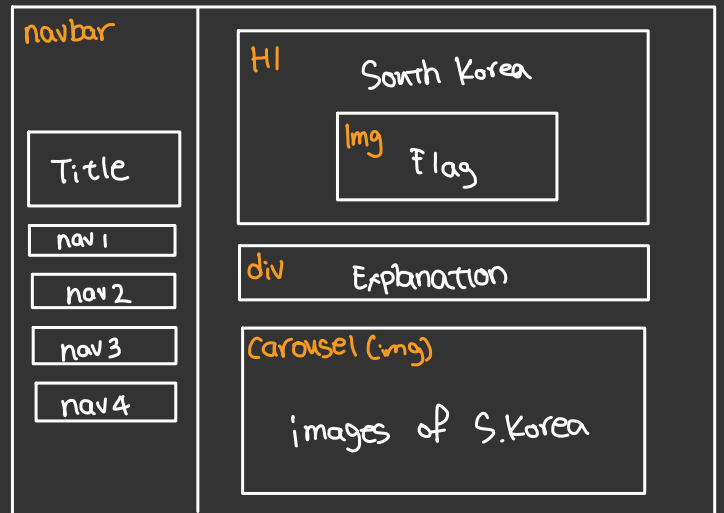 navbar
Title
nav 1
nav 2
nav 3
nav 4
H1
South Korea
Img
Flag
div
Explanation
Carousel (img)
images of S.Korea